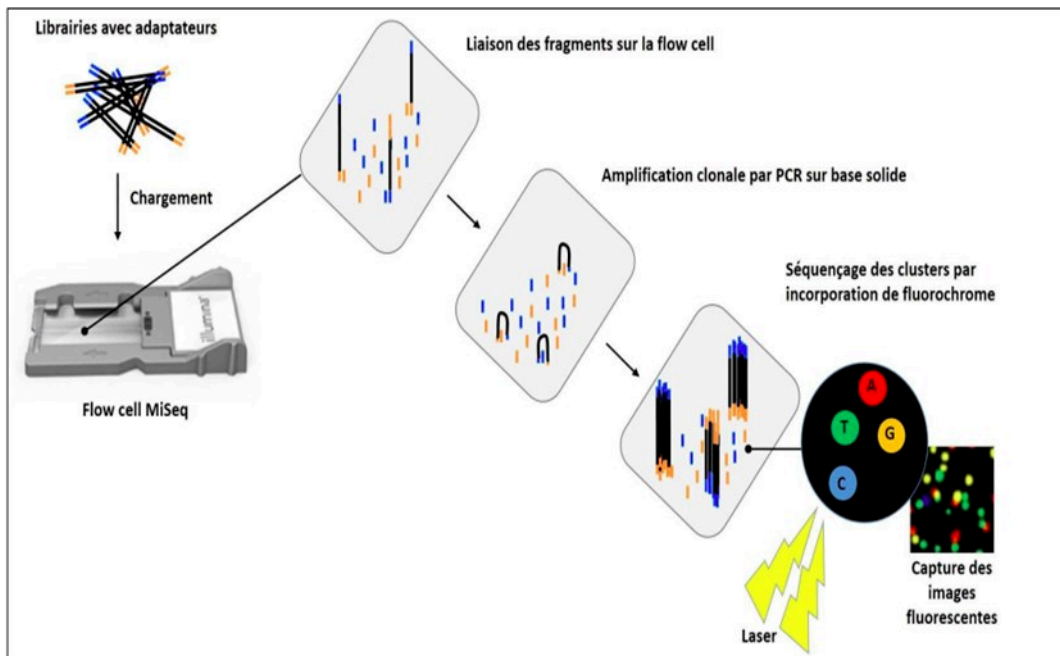 Librairies avec adaptateurs
Liaison des fragments sur la flow cell
Chargement
Amplification clonale par PCR sur base solide
illumina
Flow cell MiSeq
Séquençage des clusters par
incorporation de fluorochrome
A
T
G
C
Laser
Capture des
images
fluorescentes